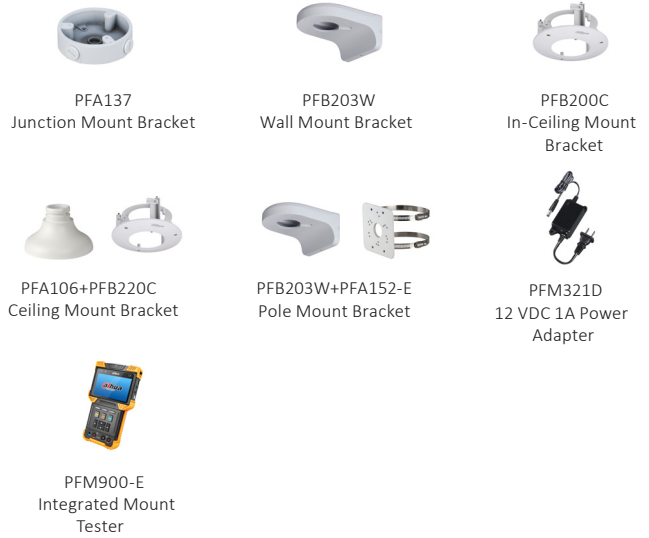 PFA137
Junction Mount Bracket
PFB203W
Wall Mount Bracket
PFB200C
In-Ceiling Mount
Bracket
PFA106+PFB220C
Ceiling Mount Bracket
PFB203W+PFA152-E
Pole Mount Bracket
PFM321D
12 VDC 1A Power
Adapter
alhua
PFM900-E
Integrated Mount
Tester